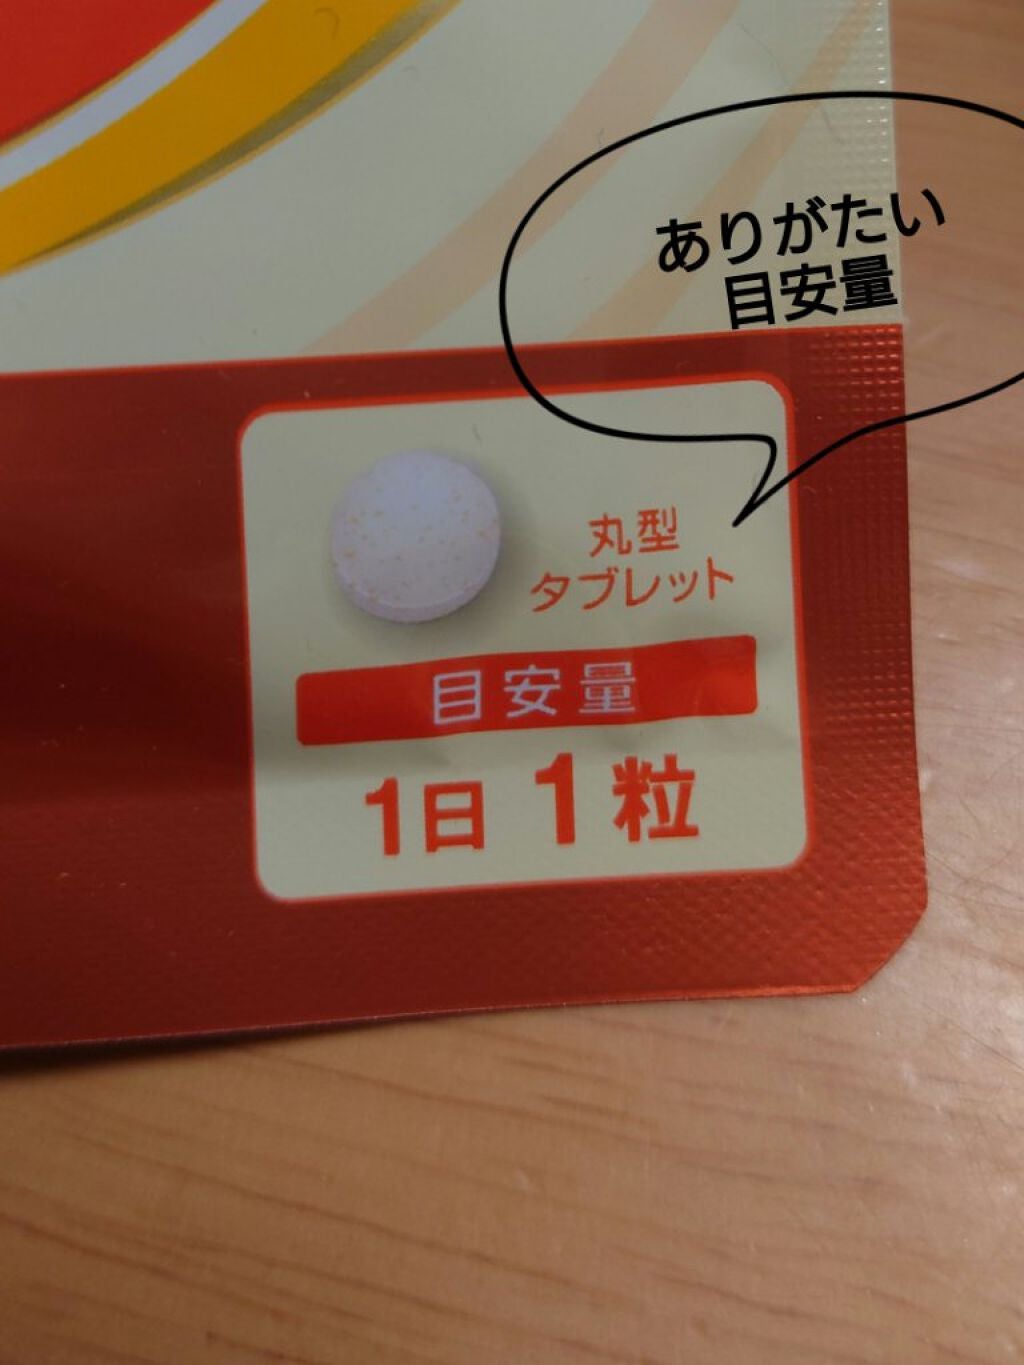 ありがたい
目安量
丸型
タブレット
目安量
1日 1粒